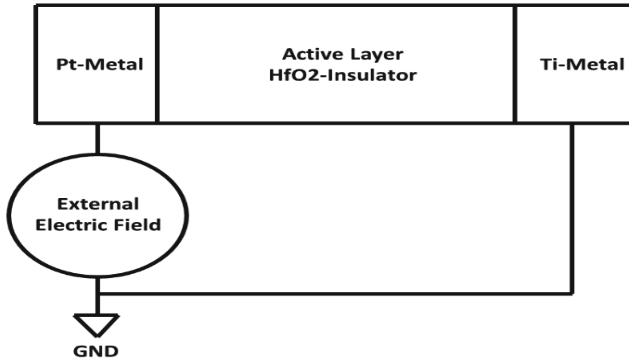 Pt-Metal
Active Layer
HfO2-Insulator
Ti-Metal
External
Electric Field
GND